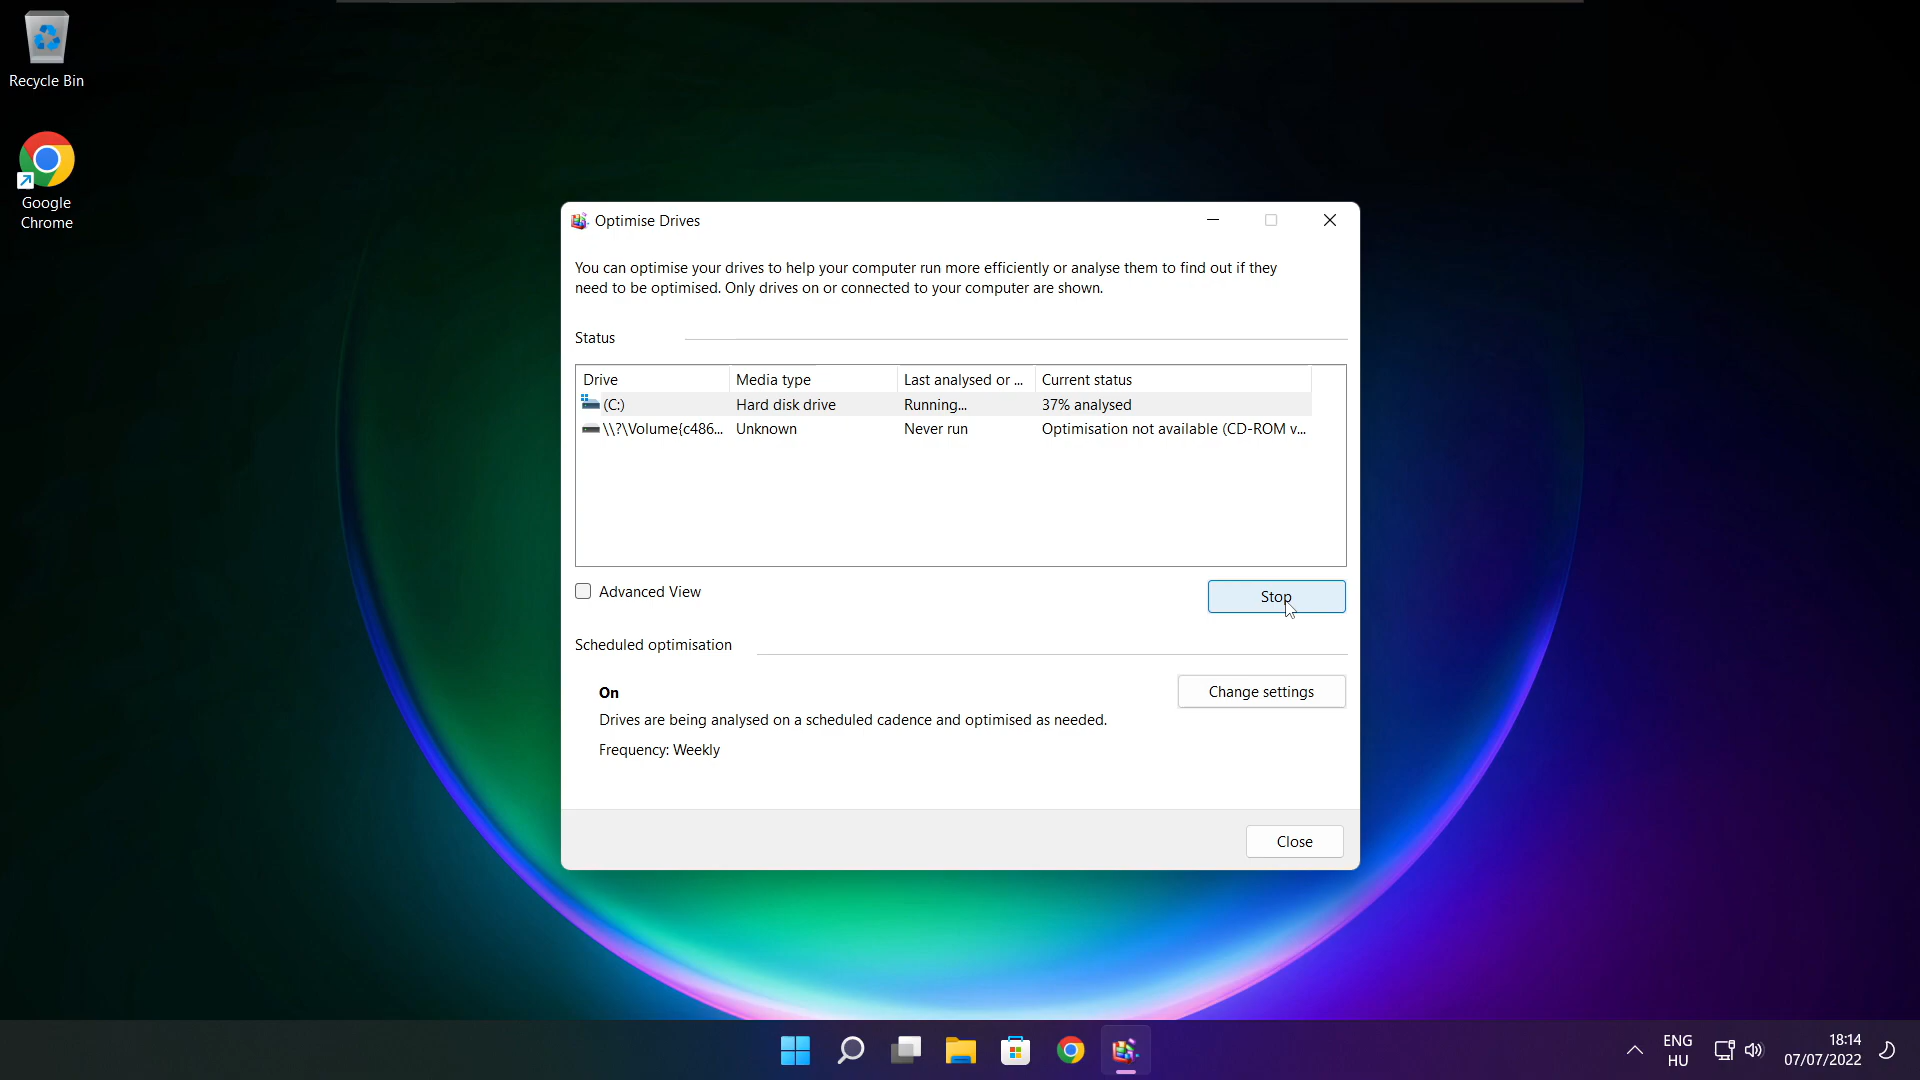 Recycle Bin
Google
Chrome
Optimise Drives
You can optimise your drives to help your computer run more efficiently or analyse them to find out if they
need to be optimised. Only drives on or connected to your computer are shown.
Status
Drive Media type Last analysed or ... Current status
(C:) Hard disk drive Running... 37% analysed
\\?\Volume{c486... Unknown Never run Optimisation not available (CD-ROM v...
Advanced View
Stop
Scheduled optimisation
On
Change settings
Drives are being analysed on a scheduled cadence and optimised as needed.
Frequency: Weekly
Close
ENG
HU
18:14
07/07/2022